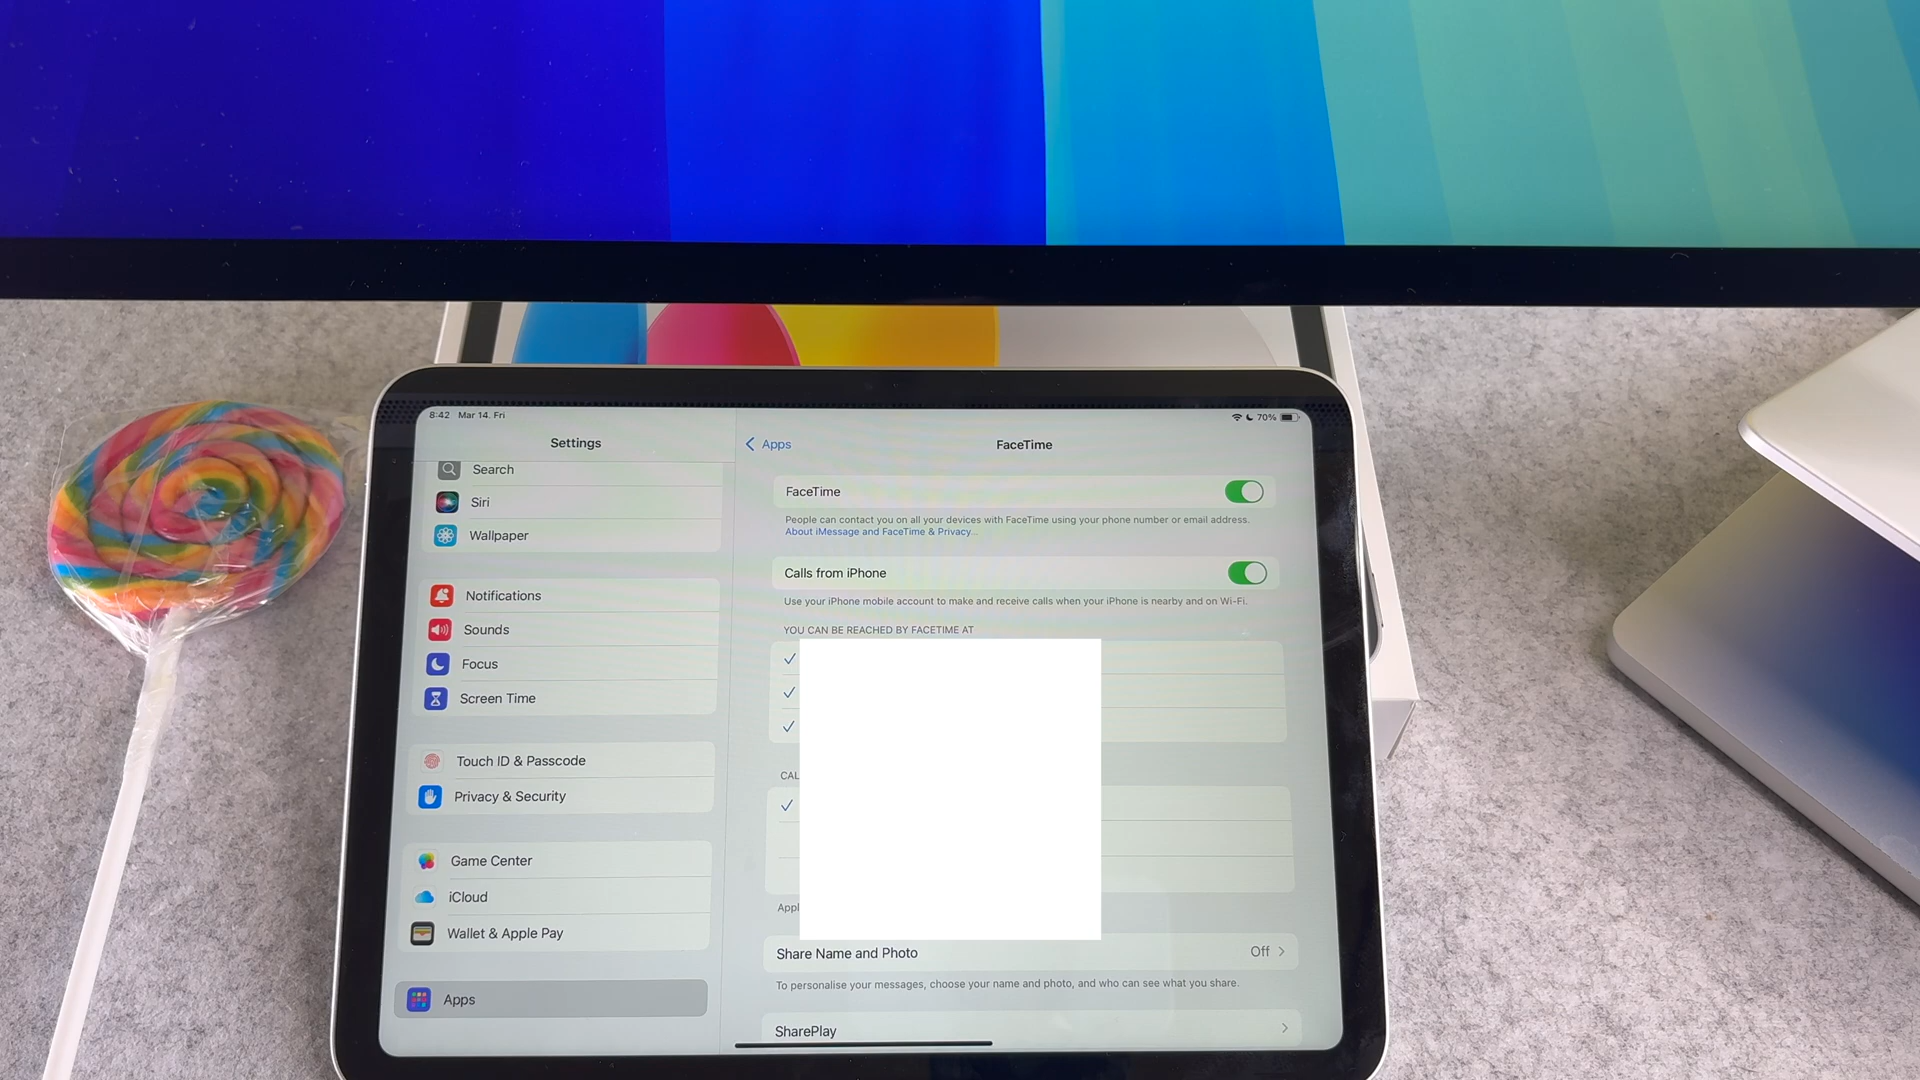 8:42 Mar 14. Fri
70%
Settings
Search
Siri
Wallpaper
Notifications
Sounds
Focus
Screen Time
Touch ID & Passcode
Privacy & Security
Game Center
iCloud
Wallet & Apple Pay
Apps
Apps
FaceTime
FaceTime
People can contact you on all your devices with FaceTime using your phone number or email address.
About iMessage and FaceTime & Privacy...
Calls from iPhone
Use your iPhone mobile account to make and receive calls when your iPhone is nearby and on Wi-Fi.
YOU CAN BE REACHED BY FACETIME AT
CAL
Appl
Share Name and Photo Off
To personalise your messages, choose your name and photo, and who can see what you share.
SharePlay